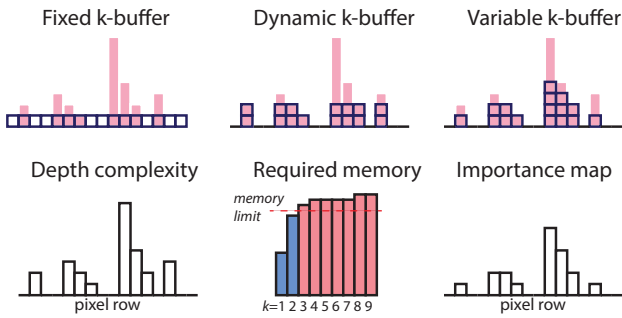 Fixed k-buffer
Dynamic k-buffer
Variable k-buffer
Depth complexity
Required memory
Importance map
memory
limit
pixel row
k=1 2 3 4 5 6 7 8 9
pixel row